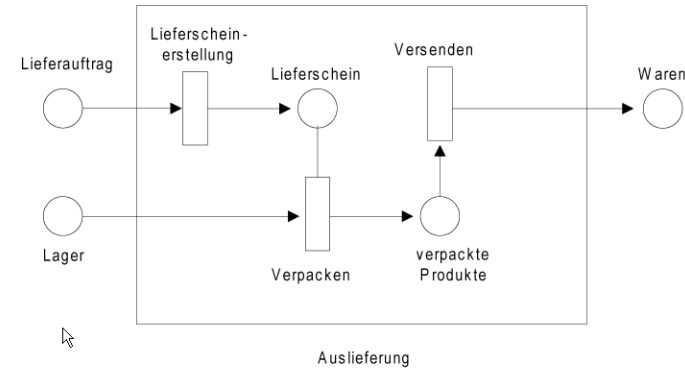 Lieferschein-
erstellung
Versenden
Lieferauftrag
Lieferschein
Waren
Lager
verpackte
Verpacken
Produkte
Auslieferung